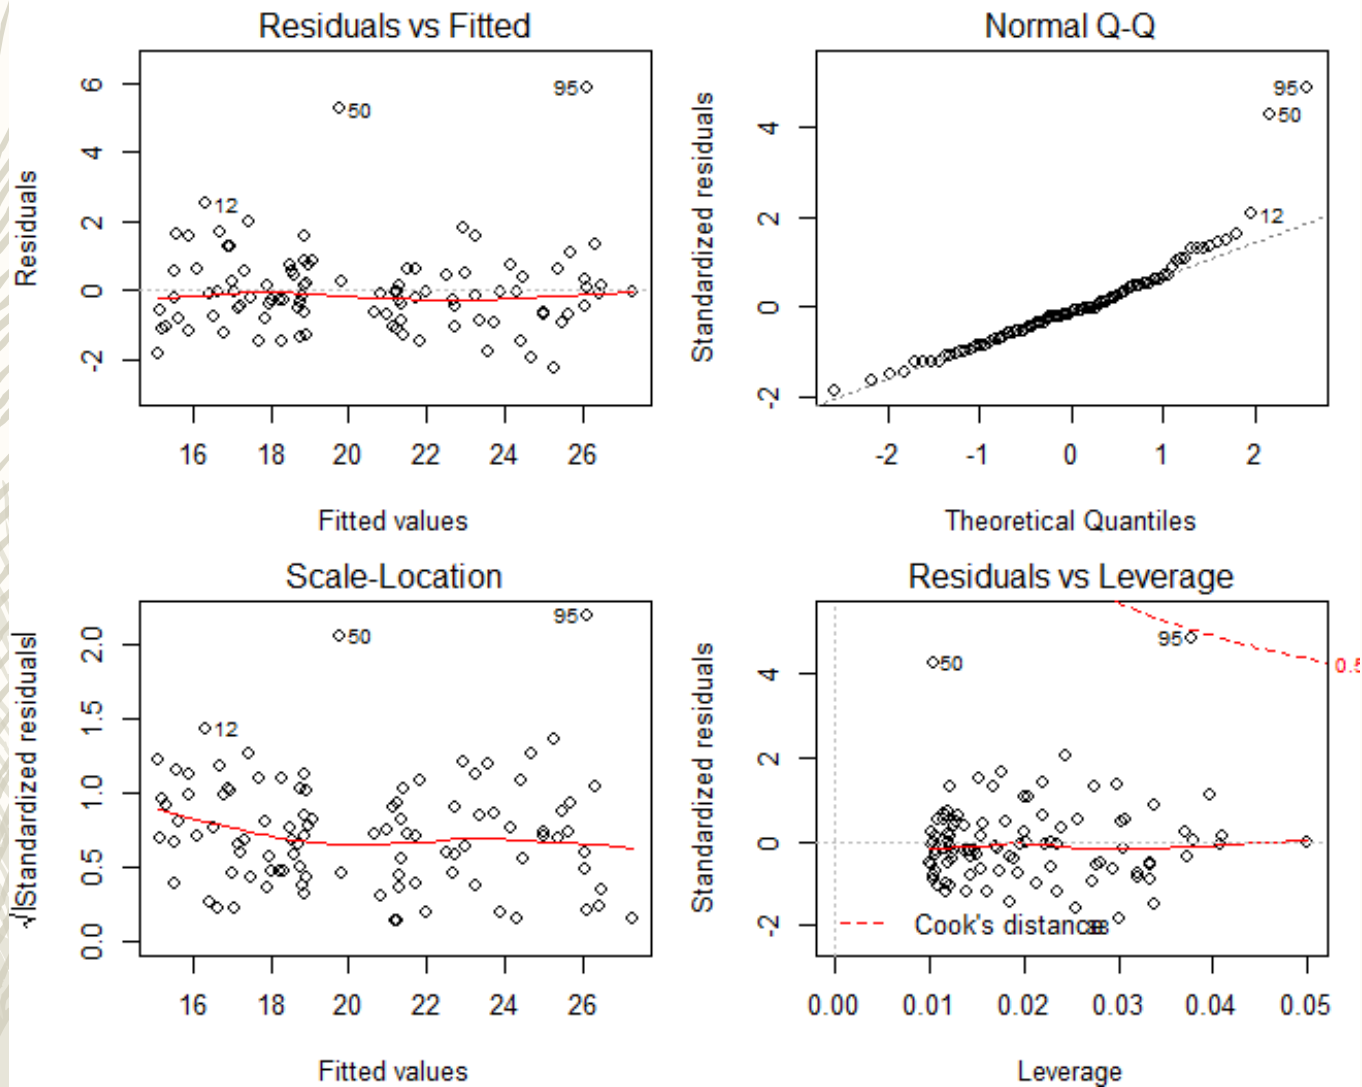 Residuals vs Fitted
Residuals
6
4
2
0
-2
95
50
12
16 18 20 22 24 26
Fitted values
Normal Q-Q
Standardized residuals
4
2
0
-2
95
50
12
-2 -1 0 1 2
Theoretical Quantiles
Scale-Location
√|Standardized residuals|
2.0
1.5
1.0
0.5
0.0
95
50
12
16 18 20 22 24 26
Fitted values
Residuals vs Leverage
Standardized residuals
4
2
0
-2
95
50
0.5
Cook's distance
0.00 0.01 0.02 0.03 0.04 0.05
Leverage